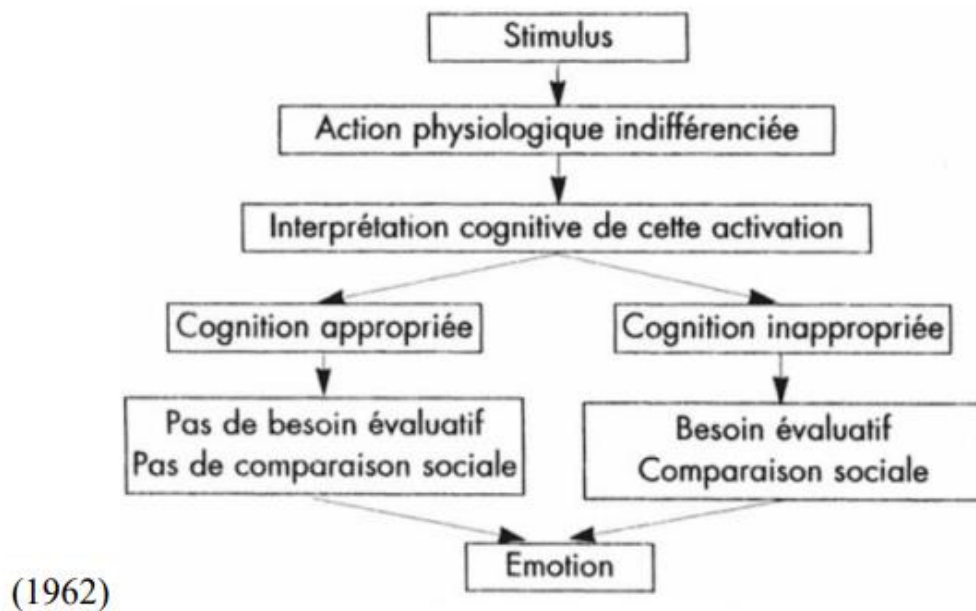 Stimulus
Action physiologique indifférenciée
Interprétation cognitive de cette activation
Cognition appropriée
Cognition inappropriée
Pas de besoin évaluatif
Pas de comparaison sociale
Besoin évaluatif
Comparaison sociale
Emotion
(1962)